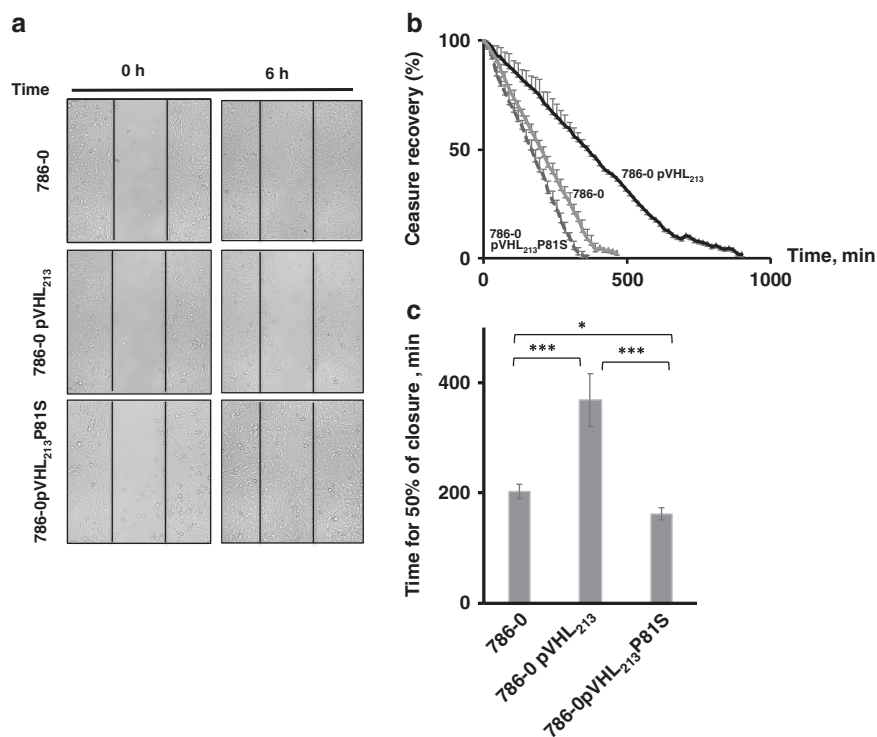 a
0 h
6 h
Time
786-0
786-0 pVHL₂₁₃
786-0pVHL₂₁₃P81S
b
Ceasure recovery (%)
100
50
0
786-0 pVHL₂₁₃
786-0
786-0
pVHL₂₁₃P81S
0
500
1000
Time, min
c
Time for 50% of closure , min
400
200
0
*
***
***
786-0
786-0 pVHL₂₁₃
786-0pVHL₂₁₃P81S